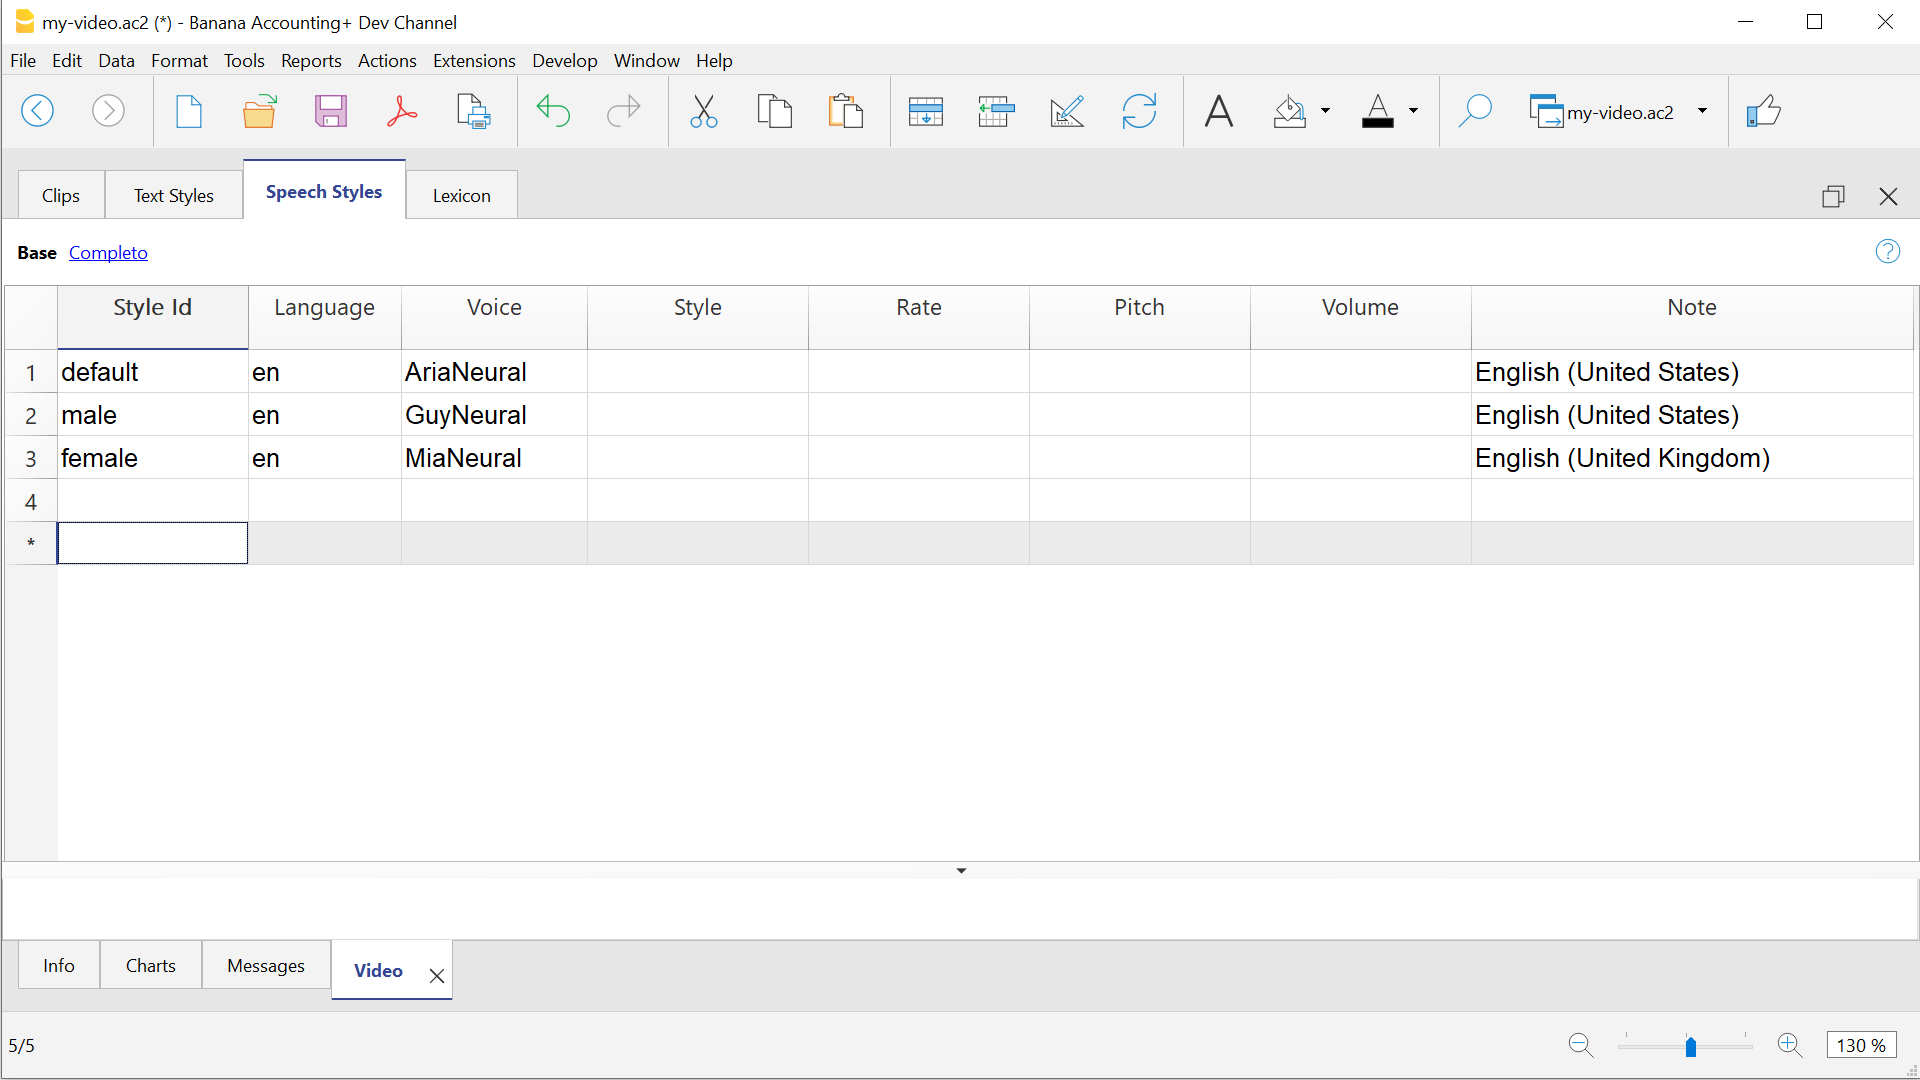 my-video.ac2 (*) - Banana Accounting+ Dev Channel
File Edit Data Format Tools Reports Actions Extensions Develop Window Help
my-video.ac2
Clips Text Styles Speech Styles Lexicon
Base Completo
Style Id Language Voice Style Rate Pitch Volume Note
1 default en AriaNeural English (United States)
2 male en GuyNeural English (United States)
3 female en MiaNeural English (United Kingdom)
4
*
Info Charts Messages Video
5/5 130 %